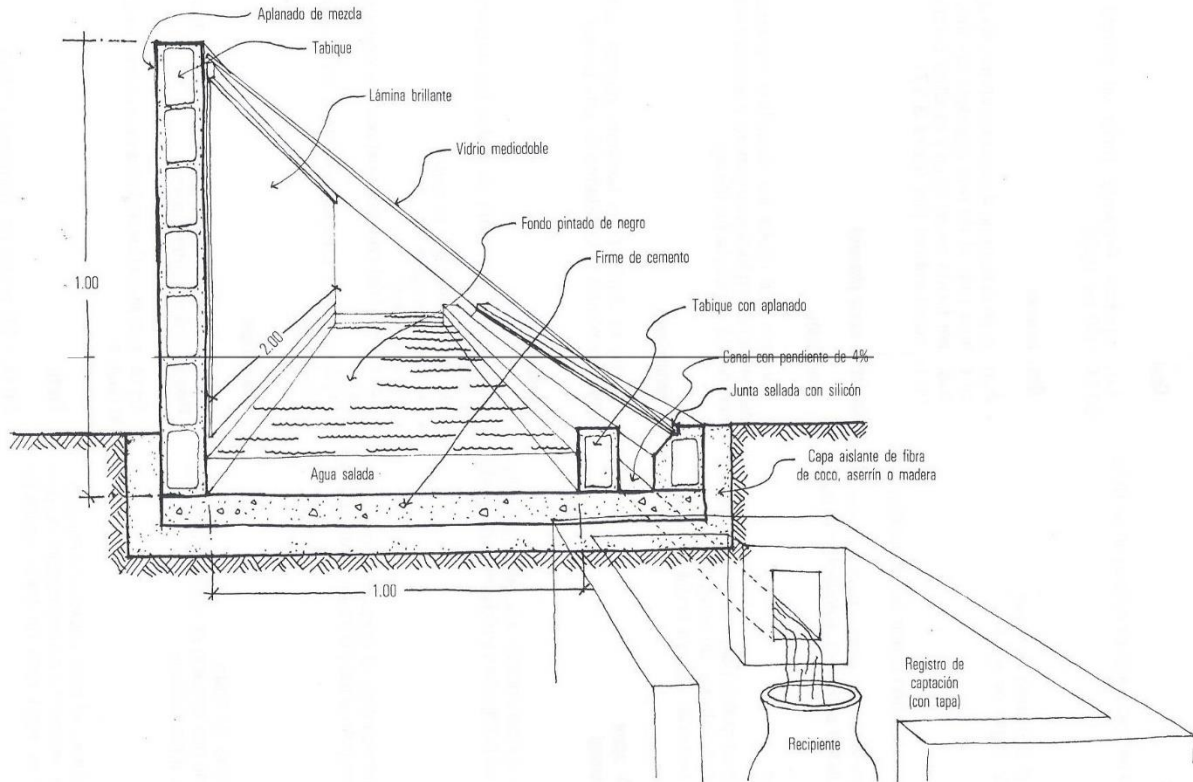 Aplanado de mezcla
Tabique
Lámina brillante
Vidrio mediodoble
Fondo pintado de negro
Firme de cemento
1.00
2.00
Tabique con aplanado
Canal con pendiente de 4%
Junta sellada con silicón
Agua salada
Capa aislante de fibra
de coco, aserrín o madera
1.00
Registro de
captación
(con tapa)
Recipiente